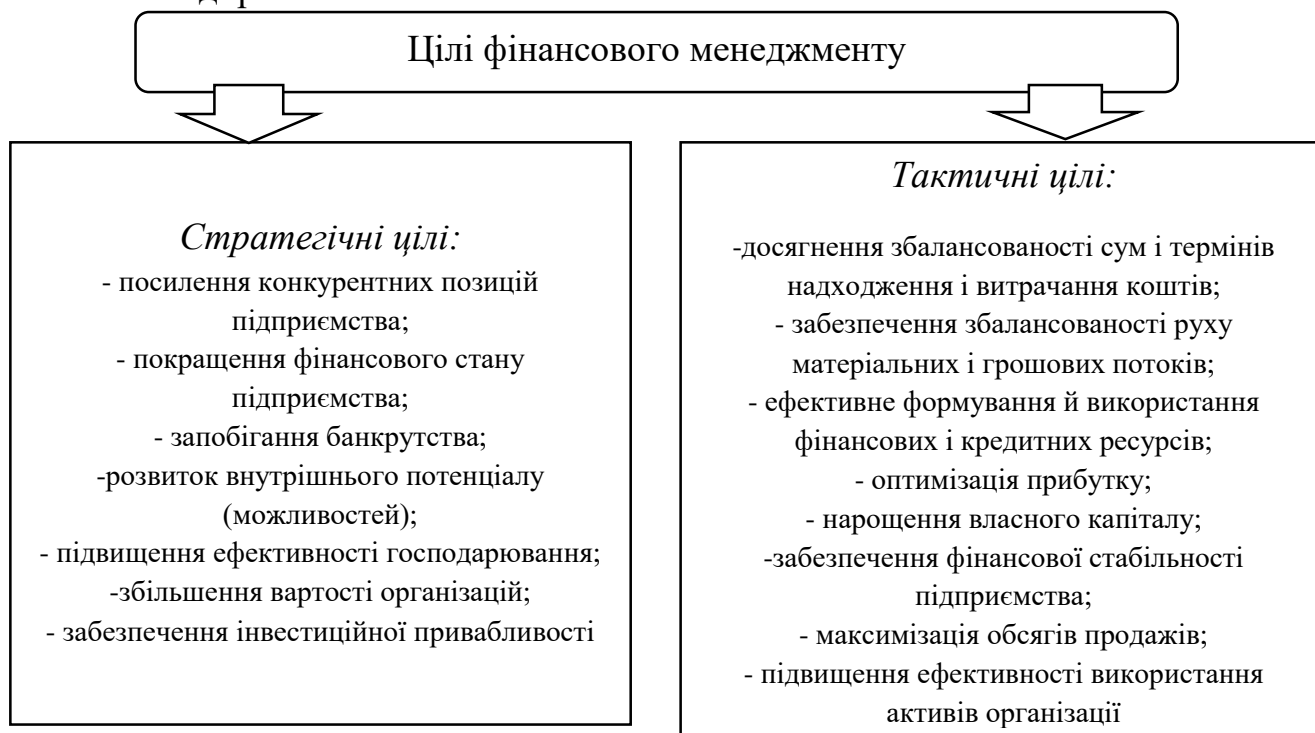 Цілі фінансового менеджменту
Стратегічні цілі:
- посилення конкурентних позицій
підприємства;
- покращення фінансового стану
підприємства;
- запобігання банкрутства;
-розвиток внутрішнього потенціалу
(можливостей);
- підвищення ефективності господарювання;
-збільшення вартості організацій;
- забезпечення інвестиційної привабливості
Тактичні цілі:
-досягнення збалансованості сум і термінів
надходження і витрачання коштів;
- забезпечення збалансованості руху
матеріальних і грошових потоків;
- ефективне формування й використання
фінансових і кредитних ресурсів;
- оптимізація прибутку;
- нарощення власного капіталу;
-забезпечення фінансової стабільності
підприємства;
- максимізація обсягів продажів;
- підвищення ефективності використання
активів організації